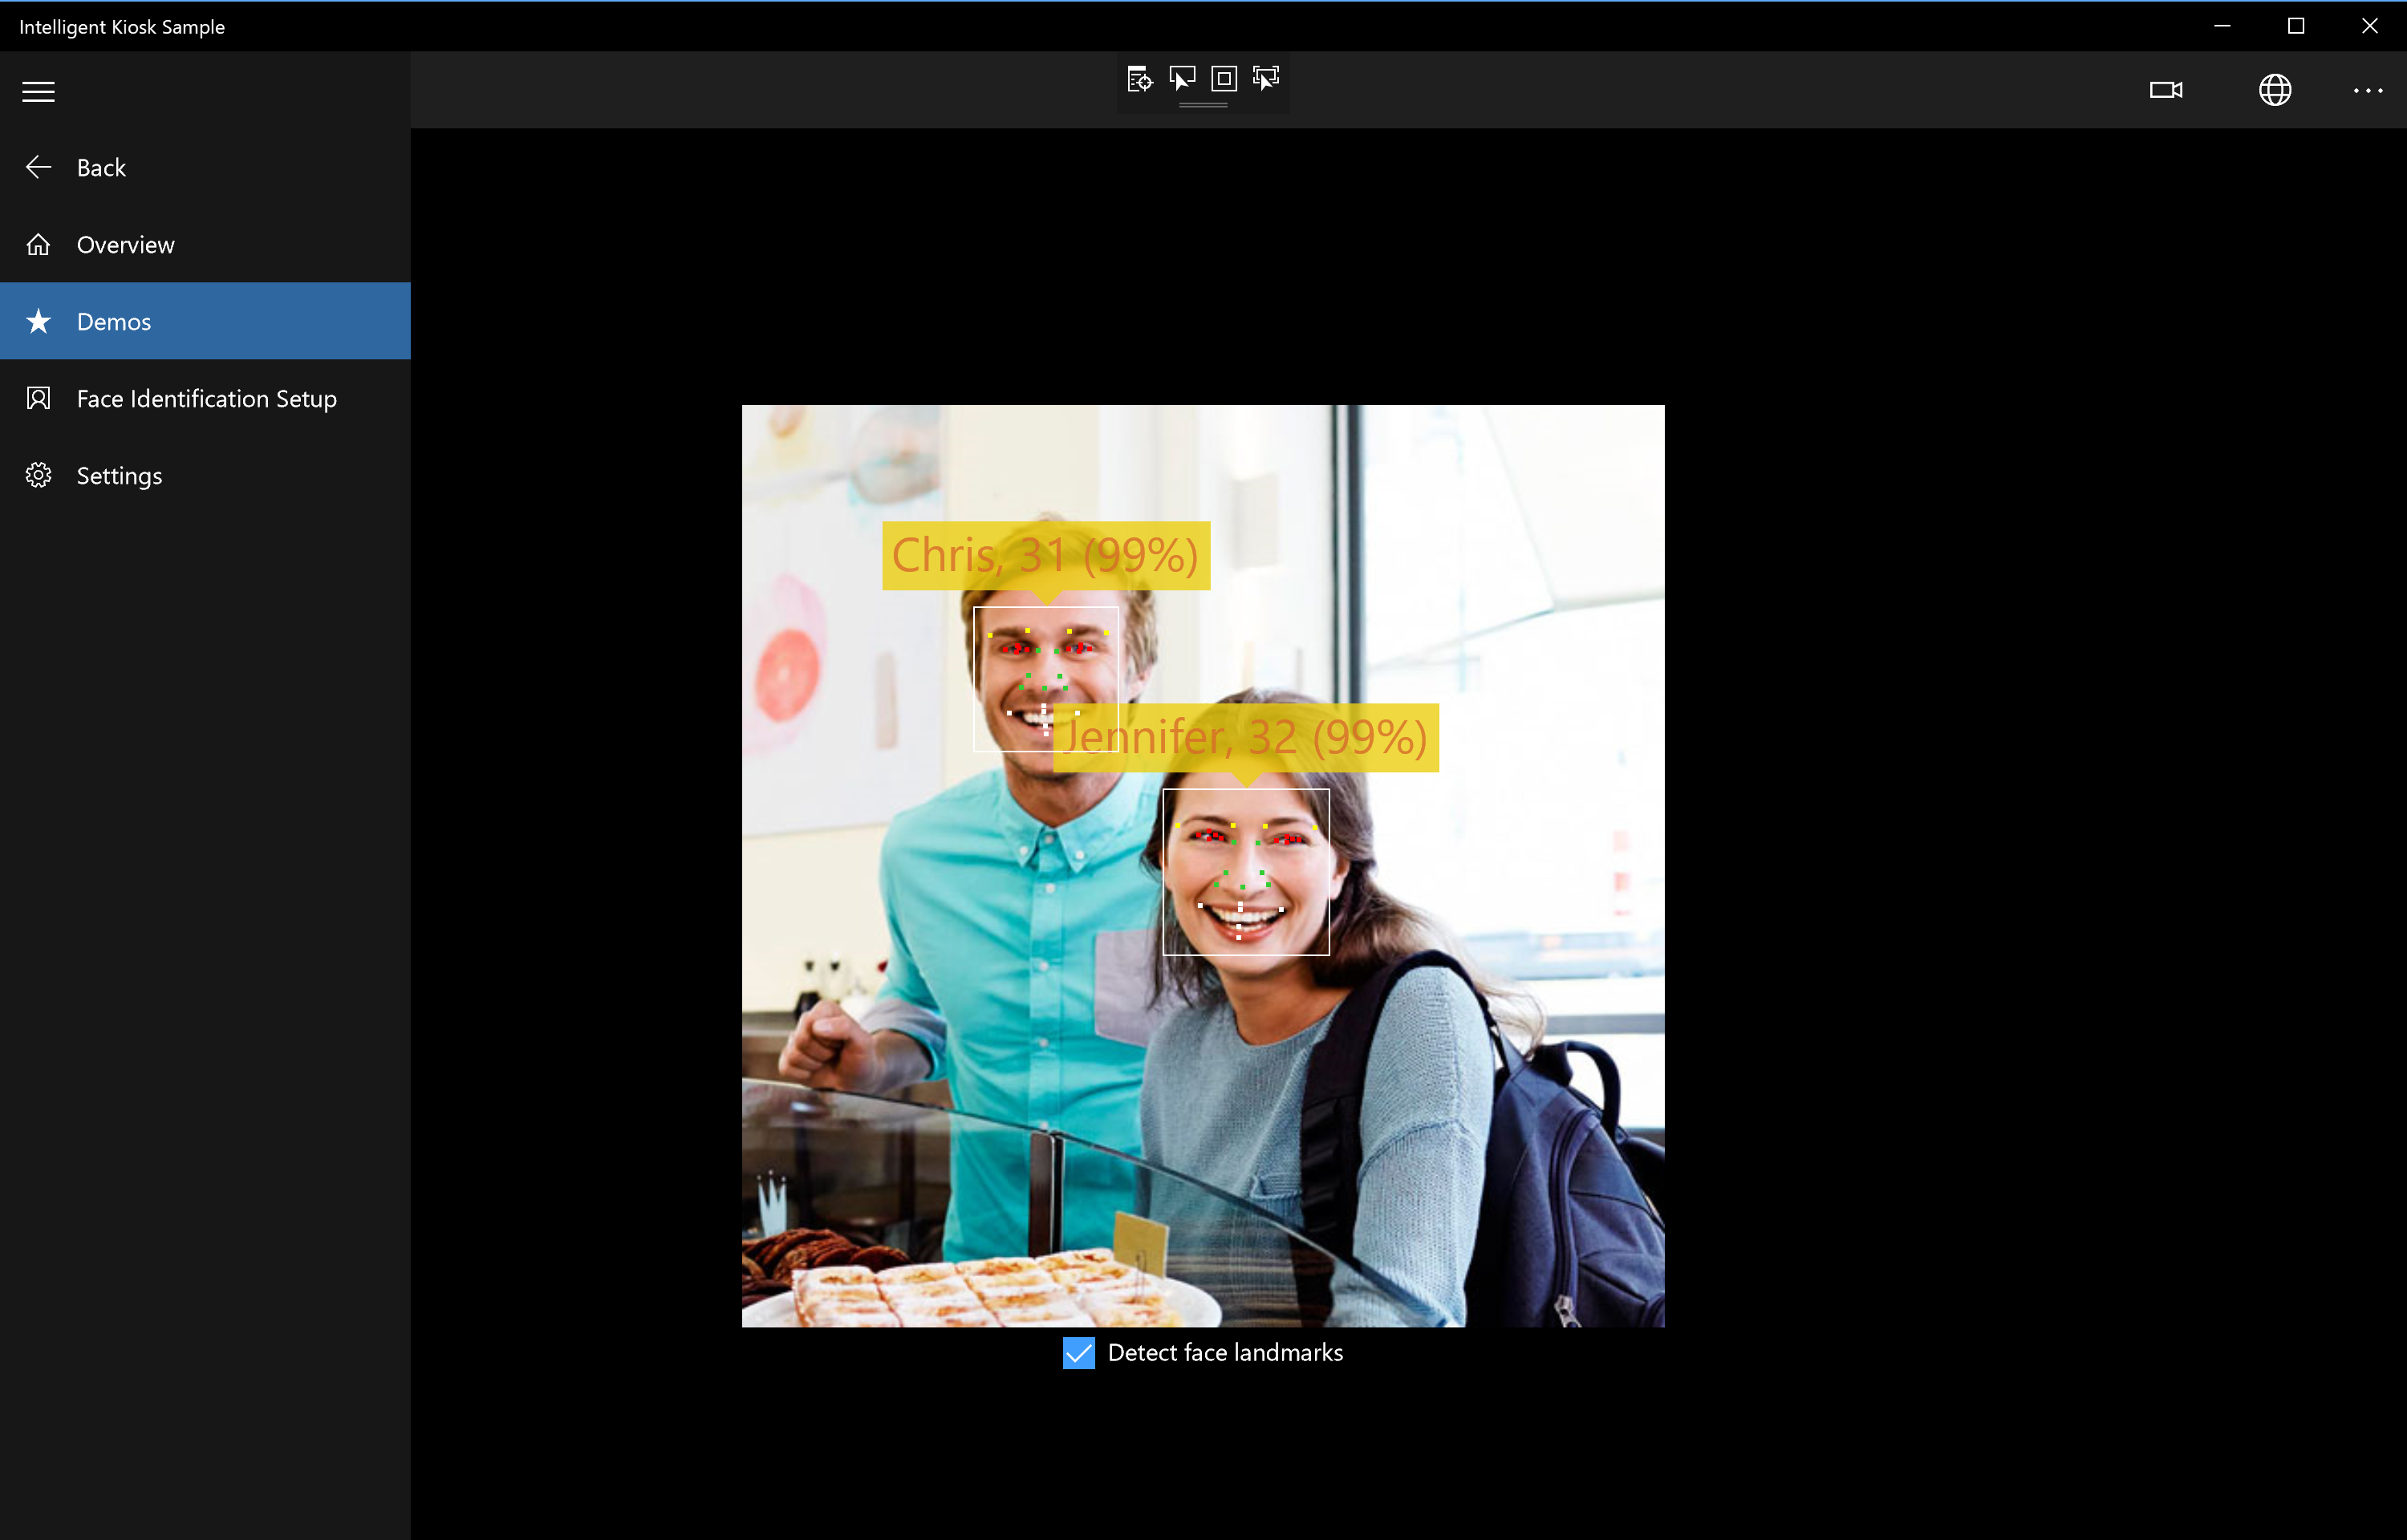 Intelligent Kiosk Sample
Back
Overview
Demos
Face Identification Setup
Settings
Chris, 31 (99%)
Jennifer, 32 (99%)
Detect face landmarks